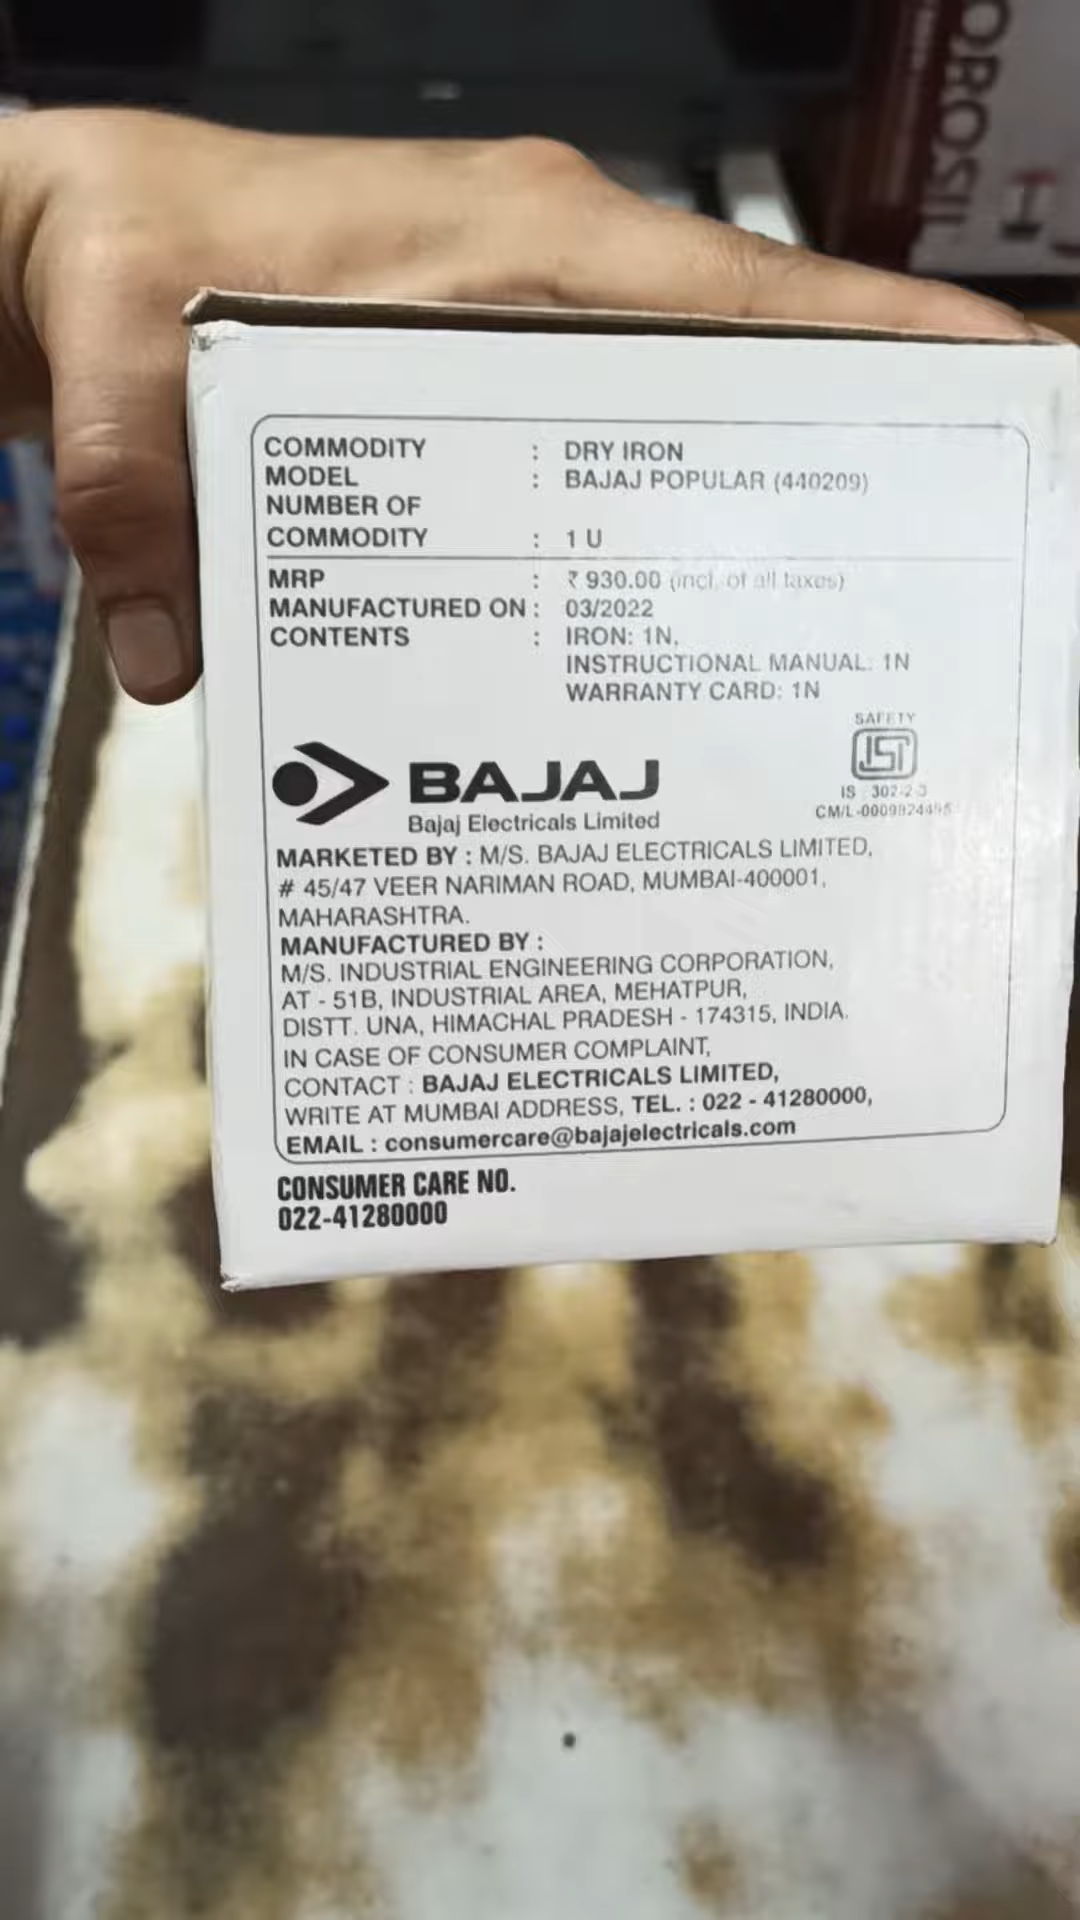 OROSIL
COMMODITY : DRY IRON
MODEL : BAJAJ POPULAR (440209)
NUMBER OF
COMMODITY : 1 U
MRP : ₹ 930.00 (incl. of all taxes)
MANUFACTURED ON : 03/2022
CONTENTS : IRON: 1N,
INSTRUCTIONAL MANUAL: 1N
WARRANTY CARD: 1N
SAFETY
ISI
IS : 302-2-3
CM/L-0009824495
BAJAJ
Bajaj Electricals Limited
MARKETED BY : M/S. BAJAJ ELECTRICALS LIMITED,
# 45/47 VEER NARIMAN ROAD, MUMBAI-400001,
MAHARASHTRA.
MANUFACTURED BY :
M/S. INDUSTRIAL ENGINEERING CORPORATION,
AT - 51B, INDUSTRIAL AREA, MEHATPUR,
DISTT. UNA, HIMACHAL PRADESH - 174315, INDIA.
IN CASE OF CONSUMER COMPLAINT,
CONTACT : BAJAJ ELECTRICALS LIMITED,
WRITE AT MUMBAI ADDRESS, TEL. : 022 - 41280000,
EMAIL : consumercare@bajajelectricals.com
CONSUMER CARE NO.
022-41280000